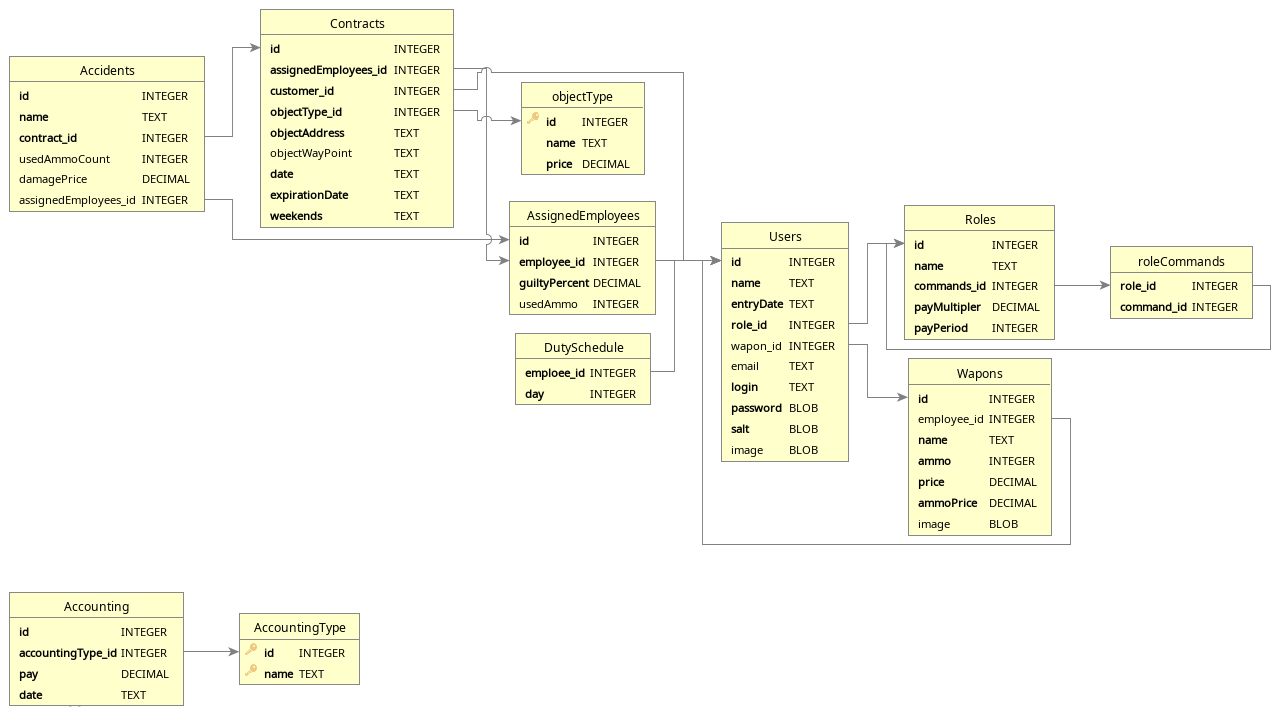 Contracts
id INTEGER
assignedEmployees_id INTEGER
customer_id INTEGER
objectType_id INTEGER
objectAddress TEXT
objectWayPoint TEXT
date TEXT
expirationDate TEXT
weekends TEXT
Accidents
id INTEGER
name TEXT
contract_id INTEGER
usedAmmoCount INTEGER
damagePrice DECIMAL
assignedEmployees_id INTEGER
objectType
id INTEGER
name TEXT
price DECIMAL
AssignedEmployees
id INTEGER
employee_id INTEGER
guiltyPercent DECIMAL
usedAmmo INTEGER
DutySchedule
emploee_id INTEGER
day INTEGER
Users
id INTEGER
name TEXT
entryDate TEXT
role_id INTEGER
wapon_id INTEGER
email TEXT
login TEXT
password BLOB
salt BLOB
image BLOB
Roles
id INTEGER
name TEXT
commands_id INTEGER
payMultipler DECIMAL
payPeriod INTEGER
roleCommands
role_id INTEGER
command_id INTEGER
Wapons
id INTEGER
employee_id INTEGER
name TEXT
ammo INTEGER
price DECIMAL
ammoPrice DECIMAL
image BLOB
Accounting
id INTEGER
accountingType_id INTEGER
pay DECIMAL
date TEXT
AccountingType
id INTEGER
name TEXT